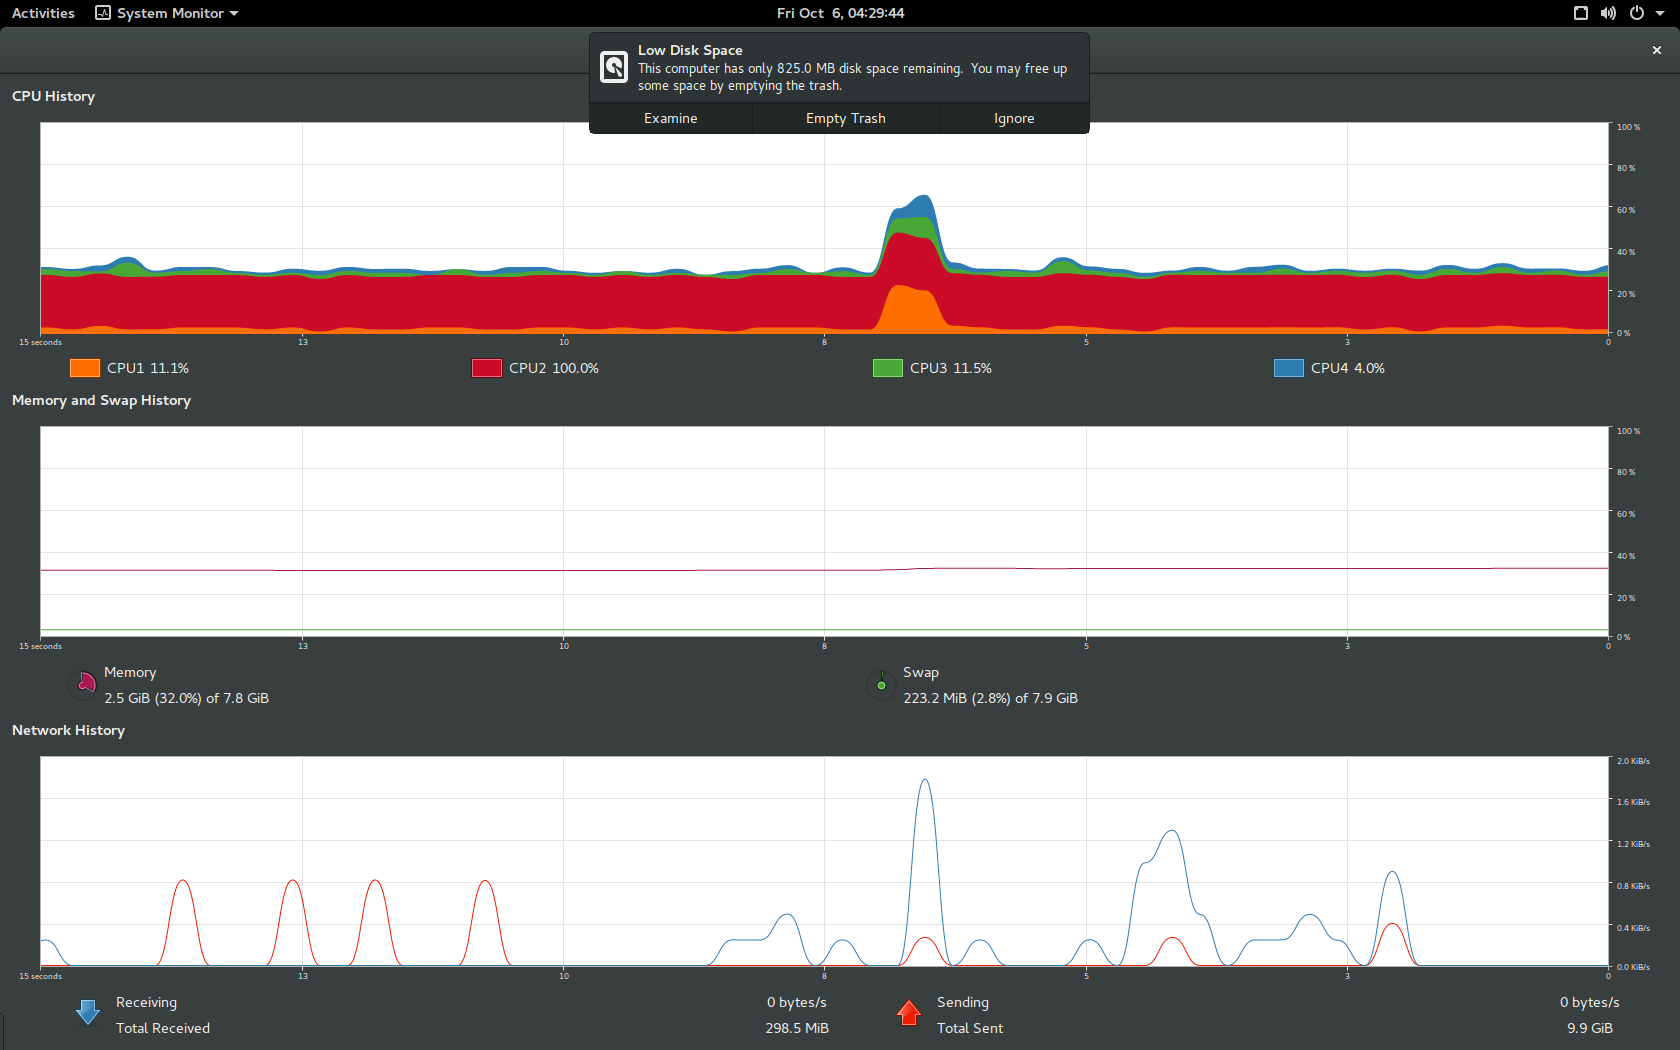 Activities System Monitor Fri Oct 6, 04:29:44
Low Disk Space
This computer has only 825.0 MB disk space remaining. You may free up
some space by emptying the trash.
Examine Empty Trash Ignore
CPU History
100 %
80 %
60 %
40 %
20 %
0 %
15 seconds 13 10 8 5 3 0
CPU1 11.1% CPU2 100.0% CPU3 11.5% CPU4 4.0%
Memory and Swap History
100 %
80 %
60 %
40 %
20 %
0 %
15 seconds 13 10 8 5 3 0
Memory Swap
2.5 GiB (32.0%) of 7.8 GiB 223.2 MiB (2.8%) of 7.9 GiB
Network History
2.0 KiB/s
1.6 KiB/s
1.2 KiB/s
0.8 KiB/s
0.4 KiB/s
0.0 KiB/s
15 seconds 13 10 8 5 3 0
Receiving 0 bytes/s Sending 0 bytes/s
Total Received 298.5 MiB Total Sent 9.9 GiB